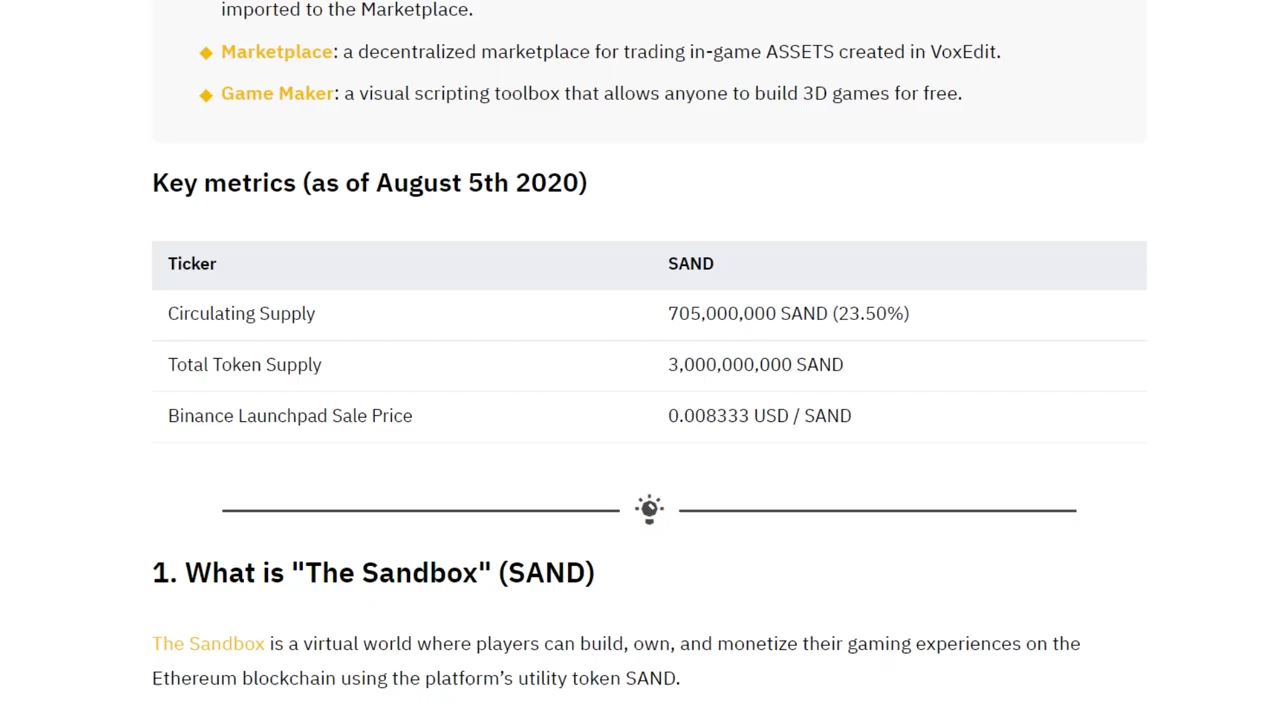 imported to the Marketplace.
Marketplace: a decentralized marketplace for trading in-game ASSETS created in VoxEdit.
Game Maker: a visual scripting toolbox that allows anyone to build 3D games for free.
Key metrics (as of August 5th 2020)
Ticker SAND
Circulating Supply 705,000,000 SAND (23.50%)
Total Token Supply 3,000,000,000 SAND
Binance Launchpad Sale Price 0.008333 USD / SAND
1. What is "The Sandbox" (SAND)
The Sandbox is a virtual world where players can build, own, and monetize their gaming experiences on the
Ethereum blockchain using the platform’s utility token SAND.